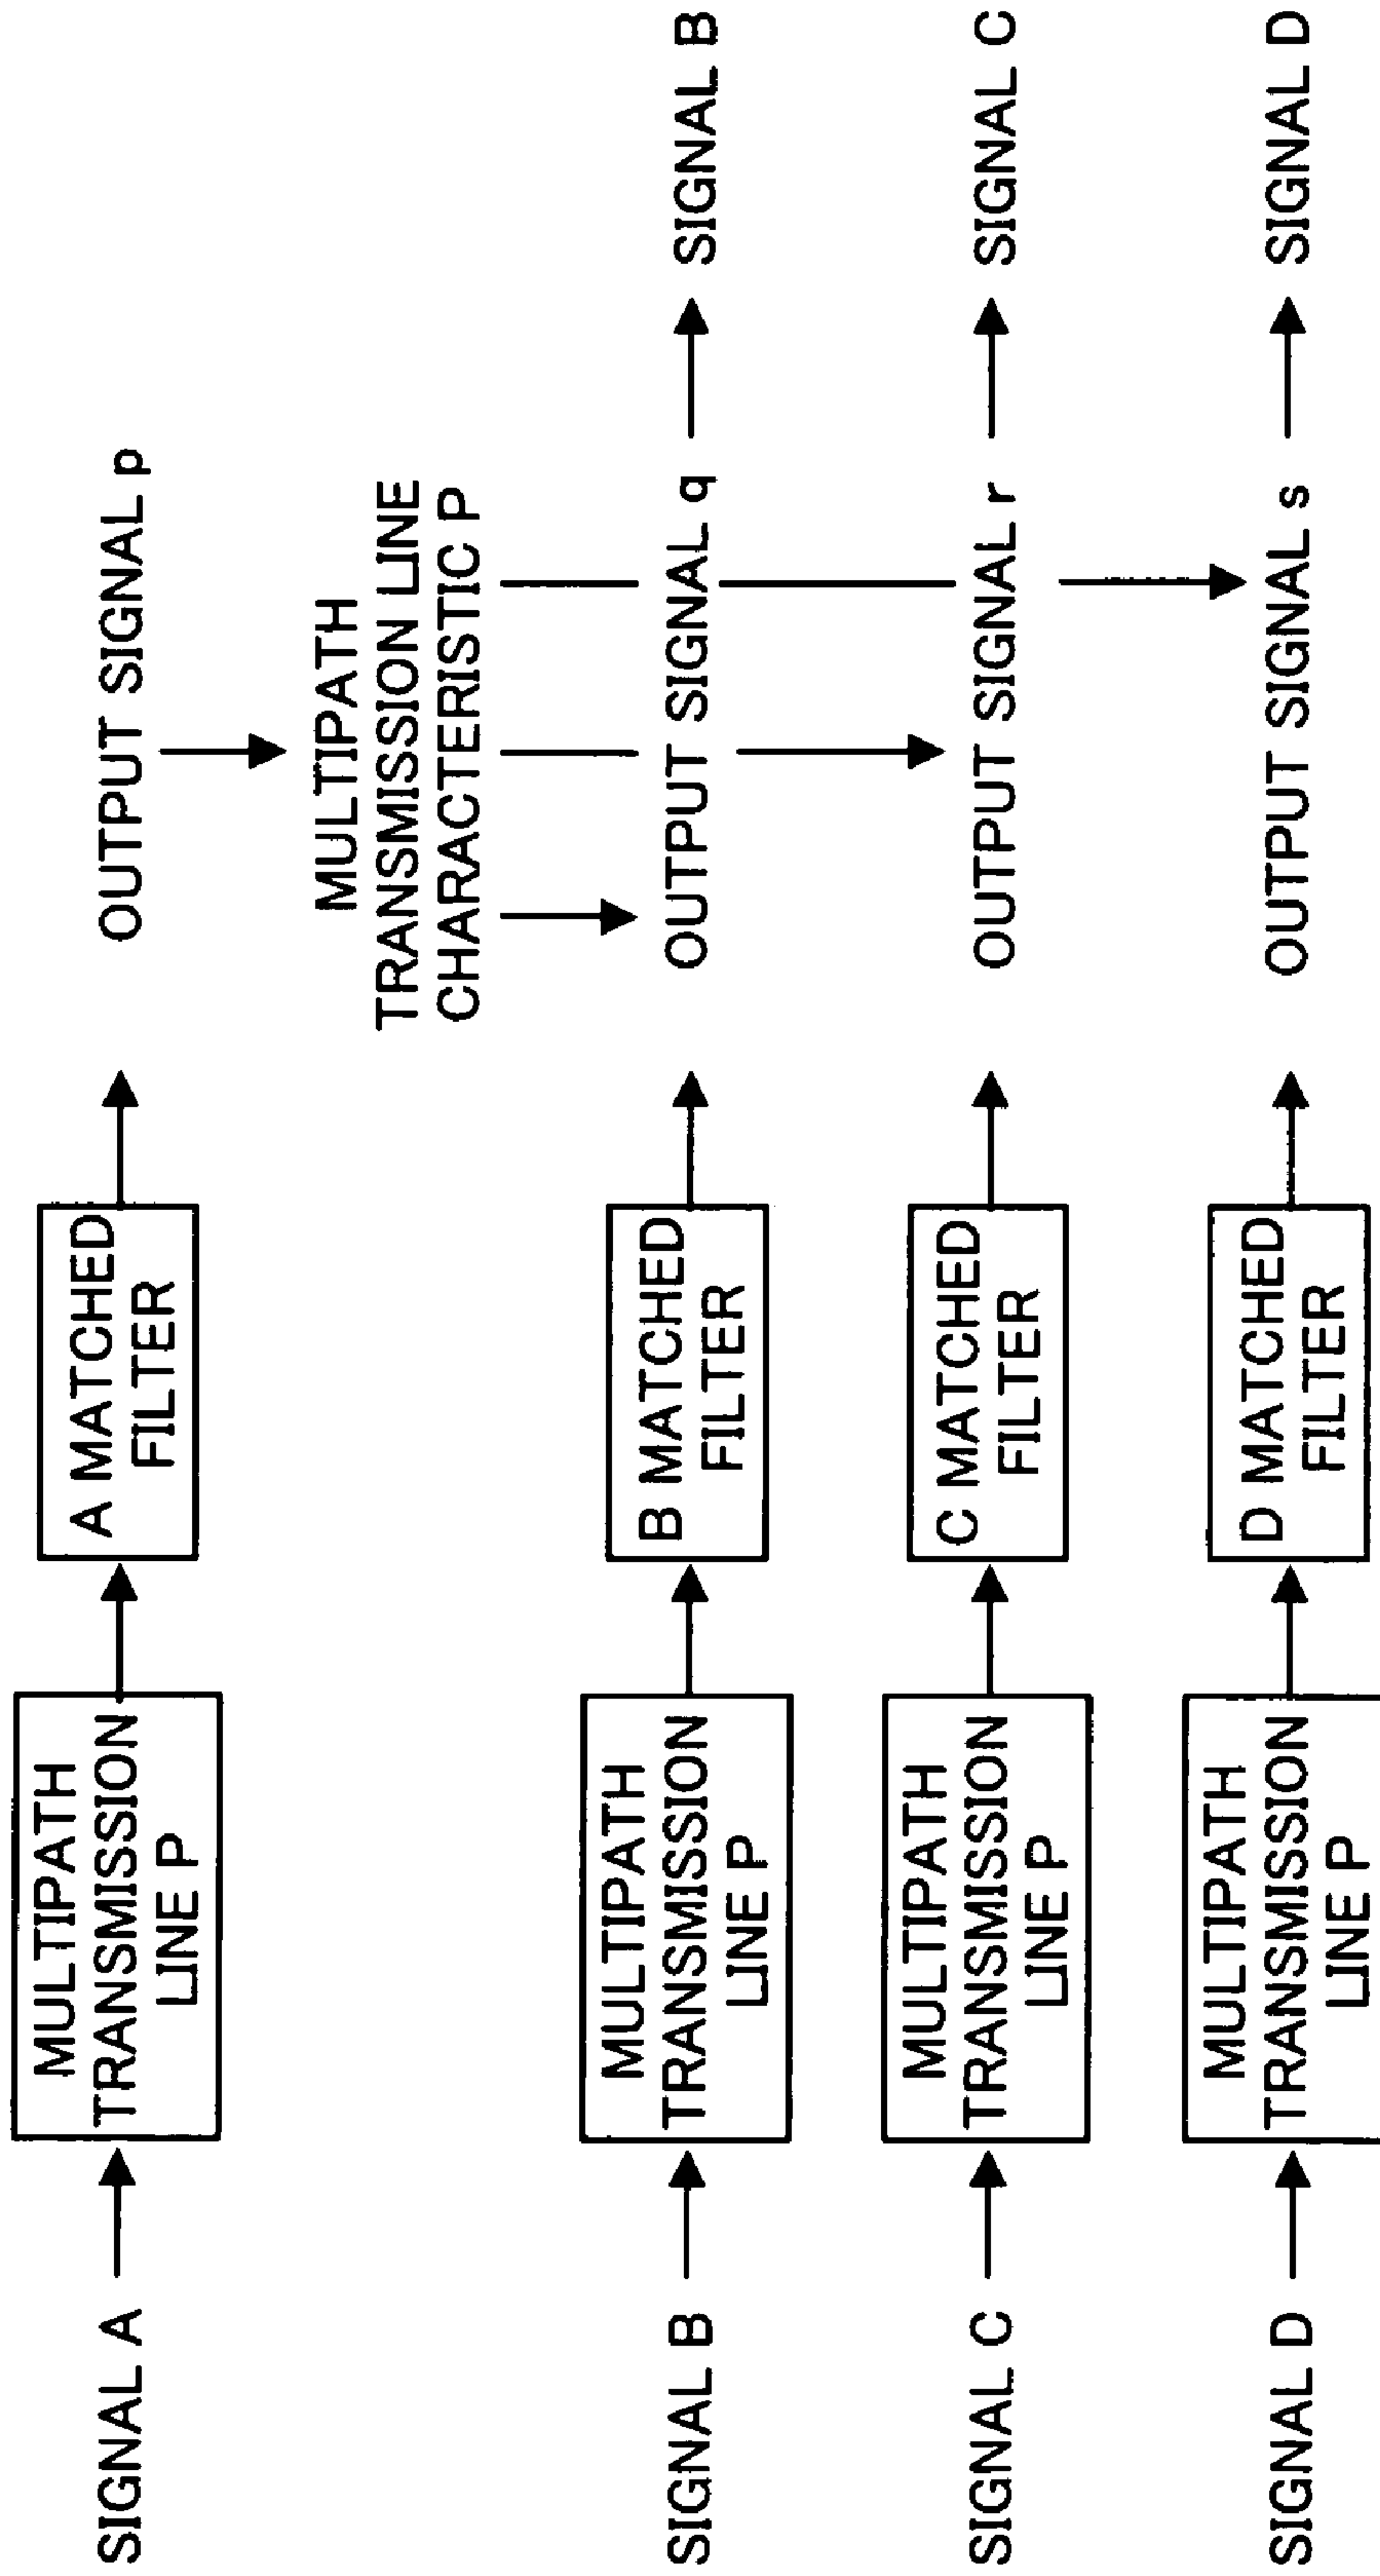 SIGNAL A
MULTIPATH
TRANSMISSION
LINE P
A MATCHED
FILTER
OUTPUT SIGNAL p
MULTIPATH
TRANSMISSION LINE
CHARACTERISTIC P
SIGNAL B
MULTIPATH
TRANSMISSION
LINE P
B MATCHED
FILTER
OUTPUT SIGNAL q
SIGNAL B
SIGNAL C
MULTIPATH
TRANSMISSION
LINE P
C MATCHED
FILTER
OUTPUT SIGNAL r
SIGNAL C
SIGNAL D
MULTIPATH
TRANSMISSION
LINE P
D MATCHED
FILTER
OUTPUT SIGNAL s
SIGNAL D